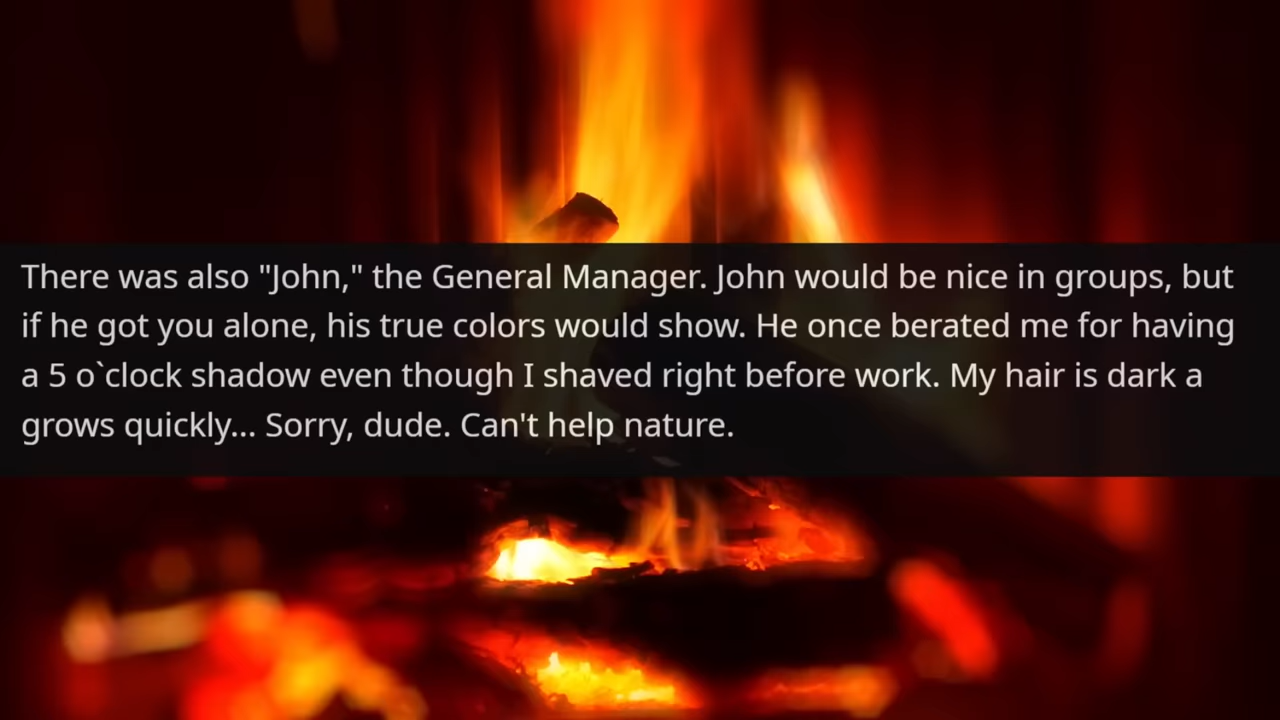 There was also "John," the General Manager. John would be nice in groups, but
if he got you alone, his true colors would show. He once berated me for having
a 5 o`clock shadow even though I shaved right before work. My hair is dark a
grows quickly... Sorry, dude. Can't help nature.